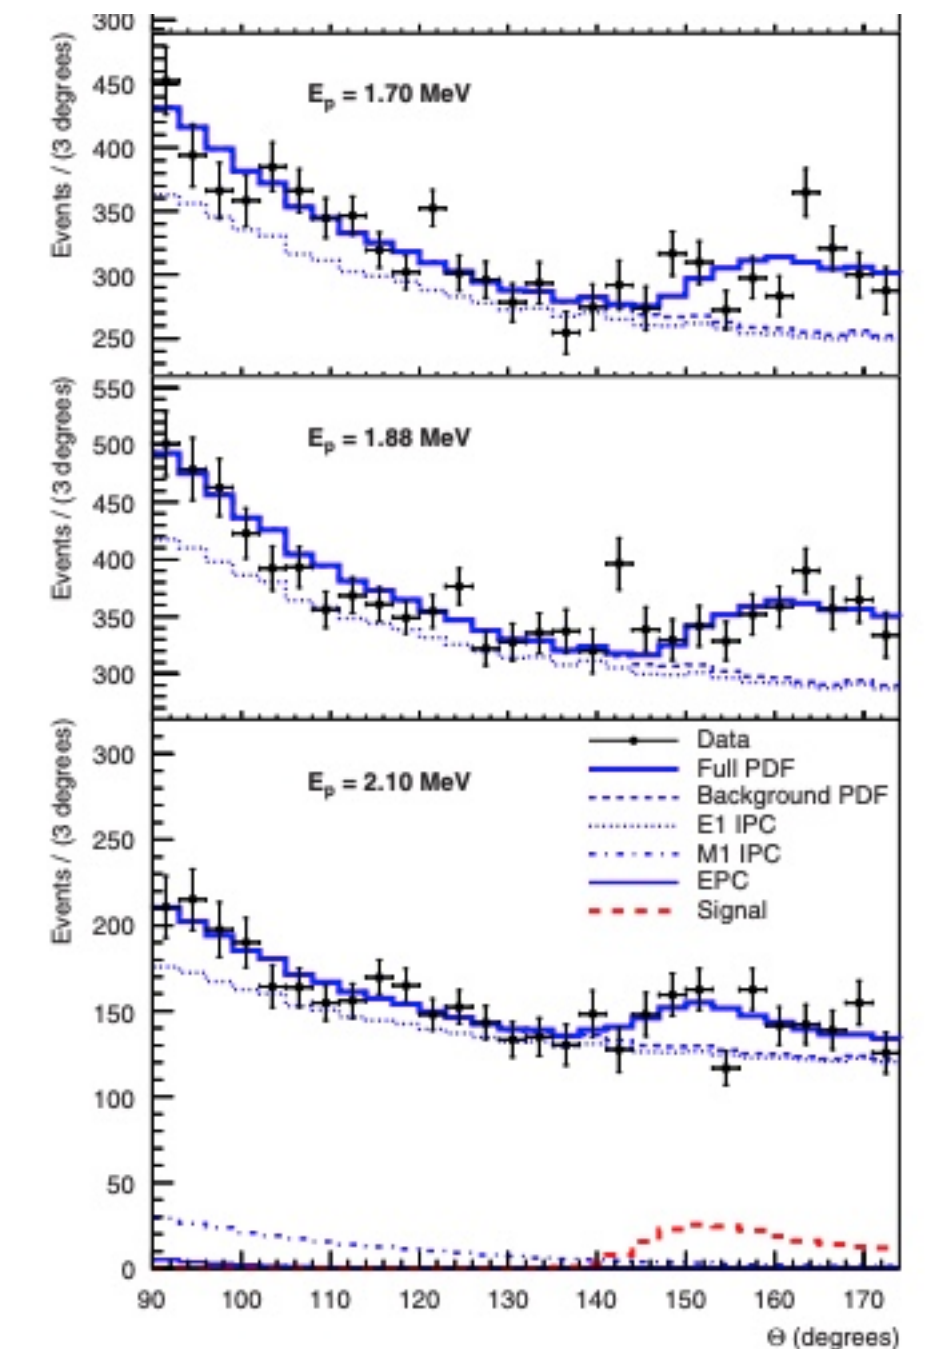 300
Events / (3 degrees)
450
400
350
300
250
E_p = 1.70 MeV
Events / (3 degrees)
550
500
450
400
350
300
E_p = 1.88 MeV
Events / (3 degrees)
300
250
200
150
100
50
0
E_p = 2.10 MeV
Data
Full PDF
Background PDF
E1 IPC
M1 IPC
EPC
Signal
90 100 110 120 130 140 150 160 170
Θ (degrees)